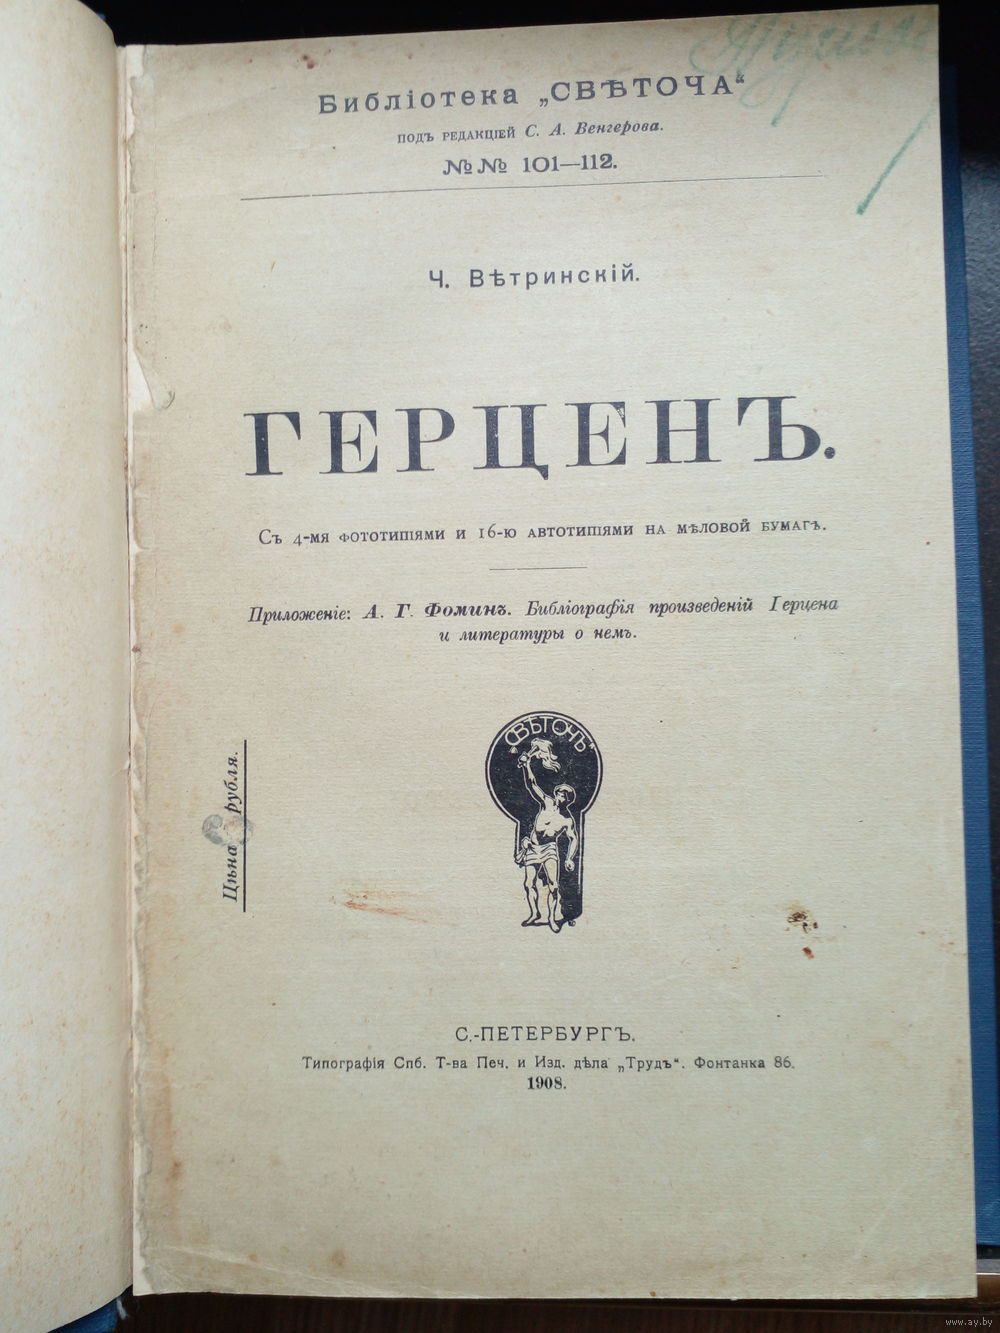 Библіотека „СВѢТОЧА“
подъ редакціей С. А. Венгерова.
№№ 101—112.
Ч. Вѣтринскій.
ГЕРЦЕНЪ.
Съ 4-мя фототипіями и 16-ю автотипіями на мѣловой бумагѣ.
Приложеніе: А. Г. Фоминъ. Библіографія произведеній Герцена
и литературы о немъ.
„СВѢТОЧЪ“
Цѣна рубля.
С.-ПЕТЕРБУРГЪ.
Типографія Спб. Т-ва Печ. и Изд. дѣла „Трудъ“. Фонтанка 86.
1908.
www.ay.by